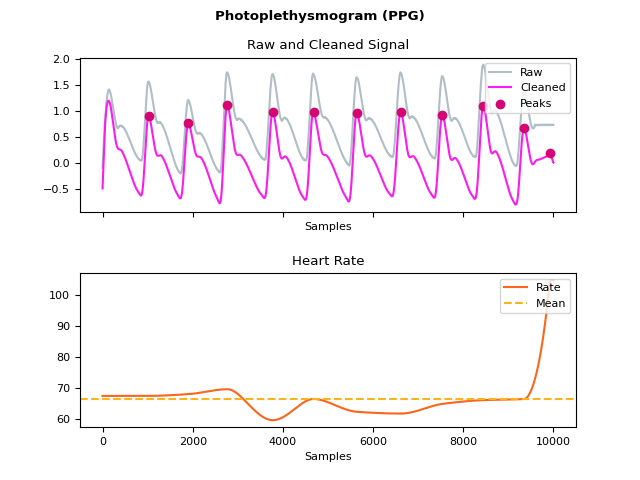 Photoplethysmogram (PPG)
Raw and Cleaned Signal
2.0
1.5
1.0
0.5
0.0
−0.5
Raw
Cleaned
Peaks
Samples
Heart Rate
100
90
80
70
60
Rate
Mean
0 2000 4000 6000 8000 10000
Samples